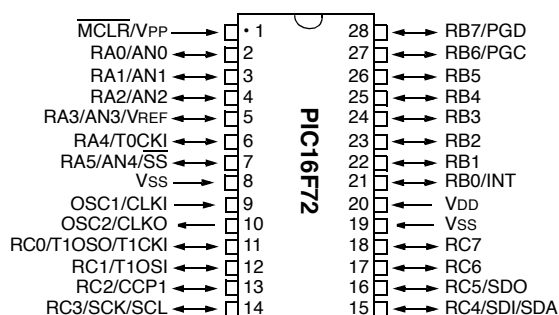 MCLR/VPP 1 28 RB7/PGD
RA0/AN0 2 27 RB6/PGC
RA1/AN1 3 26 RB5
RA2/AN2 4 25 RB4
RA3/AN3/VREF 5 24 RB3
RA4/T0CKI 6 23 RB2
RA5/AN4/SS 7 22 RB1
VSS 8 21 RB0/INT
OSC1/CLKI 9 20 VDD
OSC2/CLKO 10 19 VSS
RC0/T1OSO/T1CKI 11 18 RC7
RC1/T1OSI 12 17 RC6
RC2/CCP1 13 16 RC5/SDO
RC3/SCK/SCL 14 15 RC4/SDI/SDA
PIC16F72